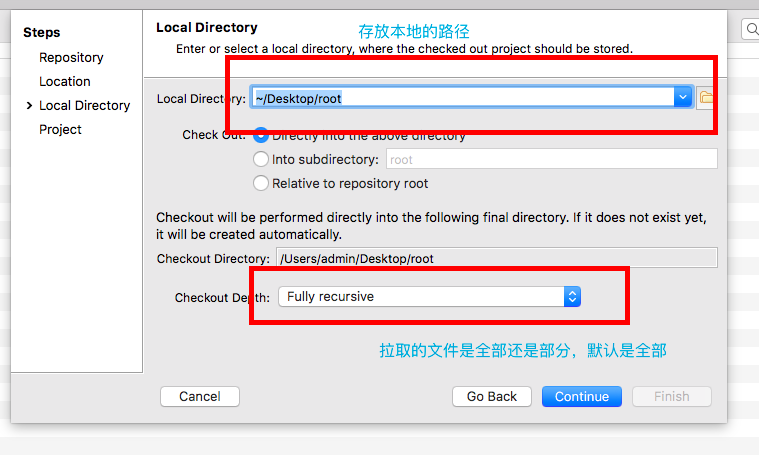 Steps
Repository
Location
Local Directory
Project
Local Directory
存放本地的路径
Enter or select a local directory, where the checked out project should be stored.
Local Directory: ~/Desktop/root
Check Out: Directly into the above directory
Into subdirectory: root
Relative to repository root
Checkout will be performed directly into the following final directory. If it does not exist yet,
it will be created automatically.
Checkout Directory: /Users/admin/Desktop/root
Checkout Depth: Fully recursive
拉取的文件是全部还是部分，默认是全部
Cancel Go Back Continue Finish